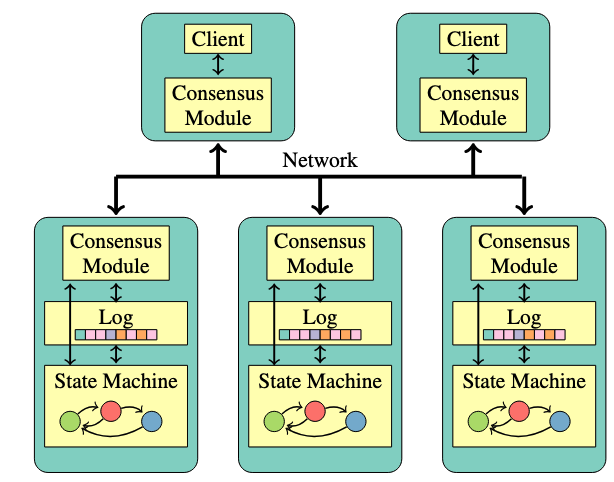 Client
Consensus
Module
Client
Consensus
Module
Network
Consensus
Module
Log
State Machine
Consensus
Module
Log
State Machine
Consensus
Module
Log
State Machine